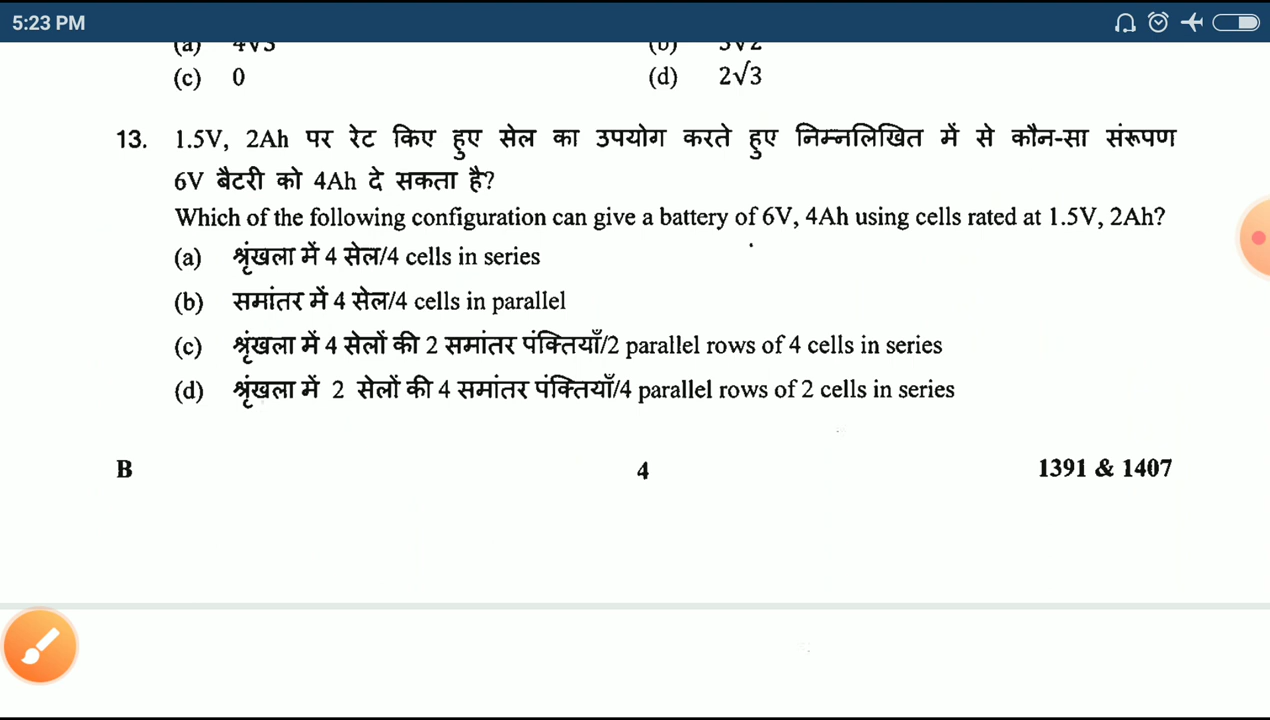 5:23 PM
(c) 0 (d) 2√3
13. 1.5V, 2Ah पर रेट किए हुए सेल का उपयोग करते हुए निम्नलिखित में से कौन-सा संरूपण
6V बैटरी को 4Ah दे सकता है?
Which of the following configuration can give a battery of 6V, 4Ah using cells rated at 1.5V, 2Ah?
(a) श्रृंखला में 4 सेल/4 cells in series
(b) समांतर में 4 सेल/4 cells in parallel
(c) श्रृंखला में 4 सेलों की 2 समांतर पंक्तियाँ/2 parallel rows of 4 cells in series
(d) श्रृंखला में 2 सेलों की 4 समांतर पंक्तियाँ/4 parallel rows of 2 cells in series
B 4 1391 & 1407